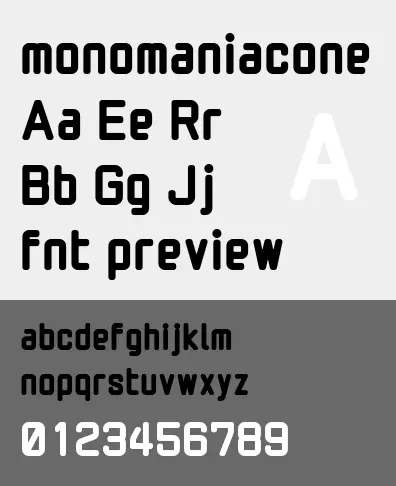 monomaniacone
Aa Ee Rr
A
Bb Gg Jj
fnt preview
abcdefghijklm
nopqrstuvwxyz
0123456789